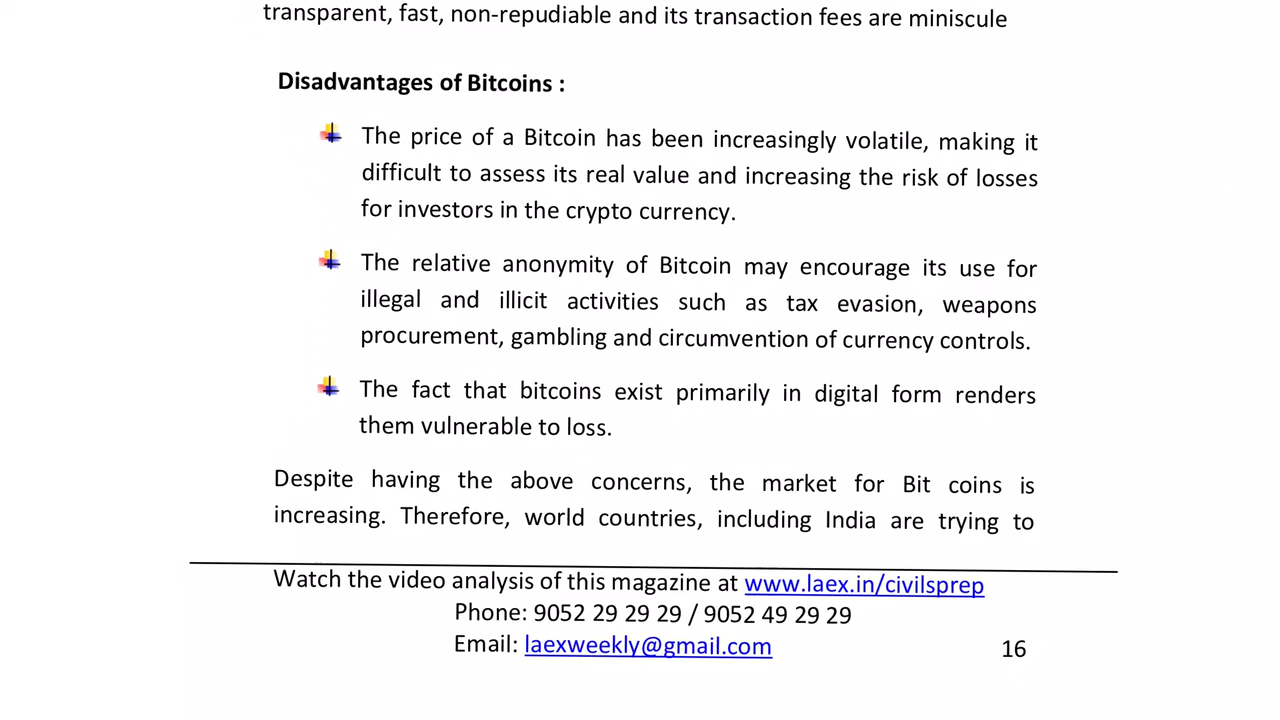 transparent, fast, non-repudiable and its transaction fees are miniscule
Disadvantages of Bitcoins :
The price of a Bitcoin has been increasingly volatile, making it
difficult to assess its real value and increasing the risk of losses
for investors in the crypto currency.
The relative anonymity of Bitcoin may encourage its use for
illegal and illicit activities such as tax evasion, weapons
procurement, gambling and circumvention of currency controls.
The fact that bitcoins exist primarily in digital form renders
them vulnerable to loss.
Despite having the above concerns, the market for Bit coins is
increasing. Therefore, world countries, including India are trying to
Watch the video analysis of this magazine at www.laex.in/civilsprep
Phone: 9052 29 29 29 / 9052 49 29 29
Email: laexweekly@gmail.com
16